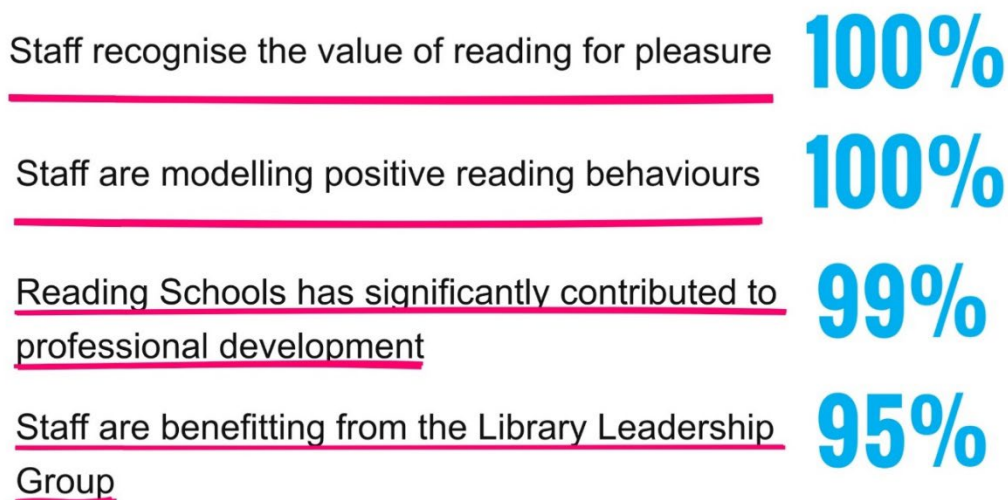 Staff recognise the value of reading for pleasure 100%
Staff are modelling positive reading behaviours 100%
Reading Schools has significantly contributed to 99%
professional development
Staff are benefitting from the Library Leadership 95%
Group